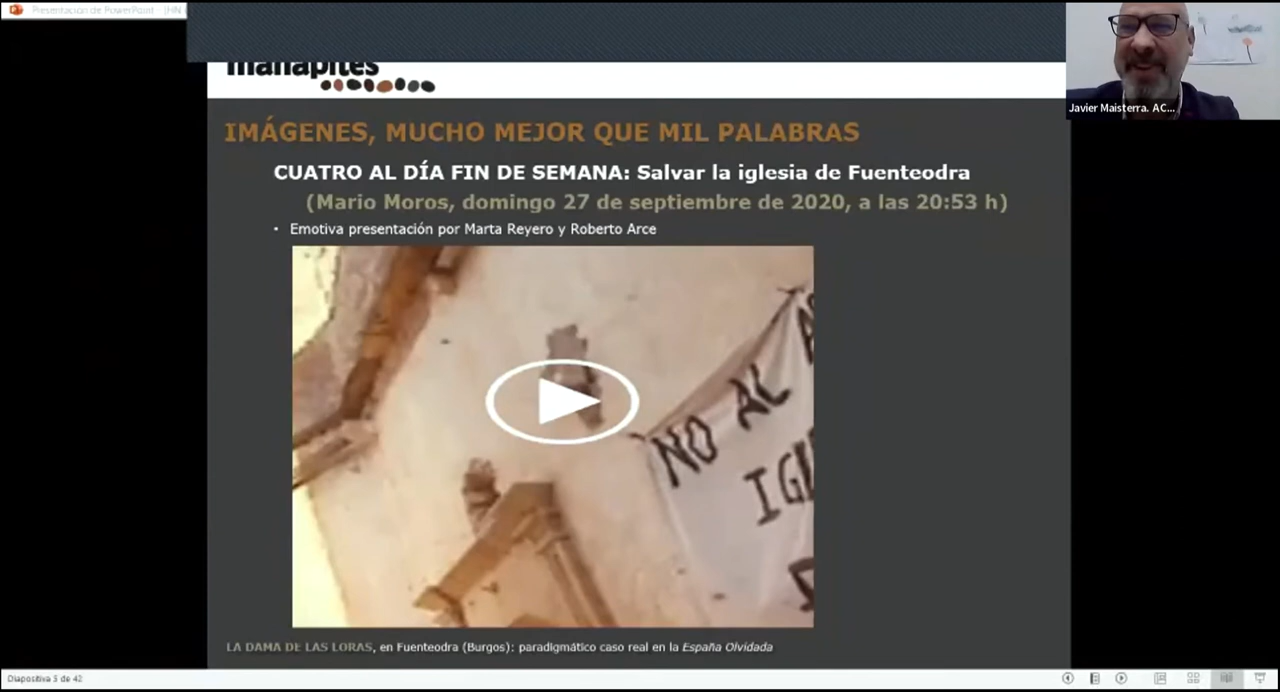 Presentación de PowerPoint
manapites
Javier Maisterra. AC...
IMÁGENES, MUCHO MEJOR QUE MIL PALABRAS
CUATRO AL DÍA FIN DE SEMANA: Salvar la iglesia de Fuenteodra
(Mario Moros, domingo 27 de septiembre de 2020, a las 20:53 h)
• Emotiva presentación por Marta Reyero y Roberto Arce
NO AL
IGL
LA DAMA DE LAS LORAS, en Fuenteodra (Burgos): paradigmático caso real en la España Olvidada
Diapositiva 5 de 42